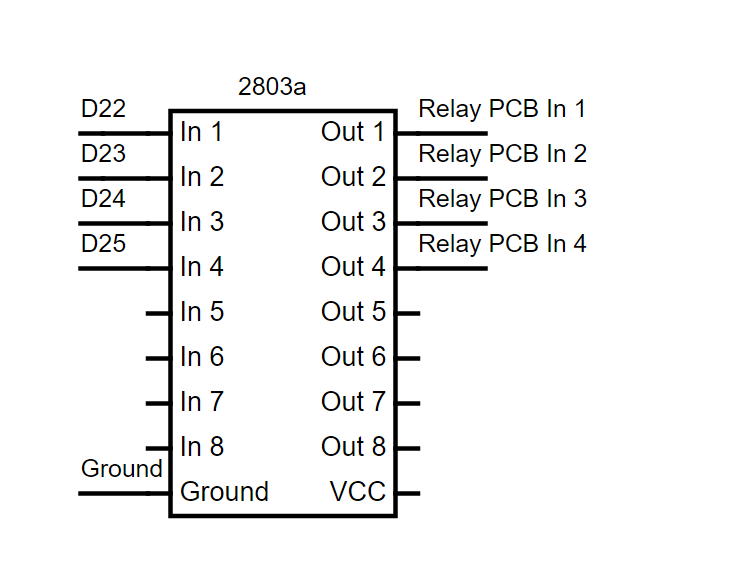 2803a
D22
In 1
Out 1
Relay PCB In 1
D23
In 2
Out 2
Relay PCB In 2
D24
In 3
Out 3
Relay PCB In 3
D25
In 4
Out 4
Relay PCB In 4
In 5
Out 5
In 6
Out 6
In 7
Out 7
In 8
Out 8
Ground
Ground
VCC